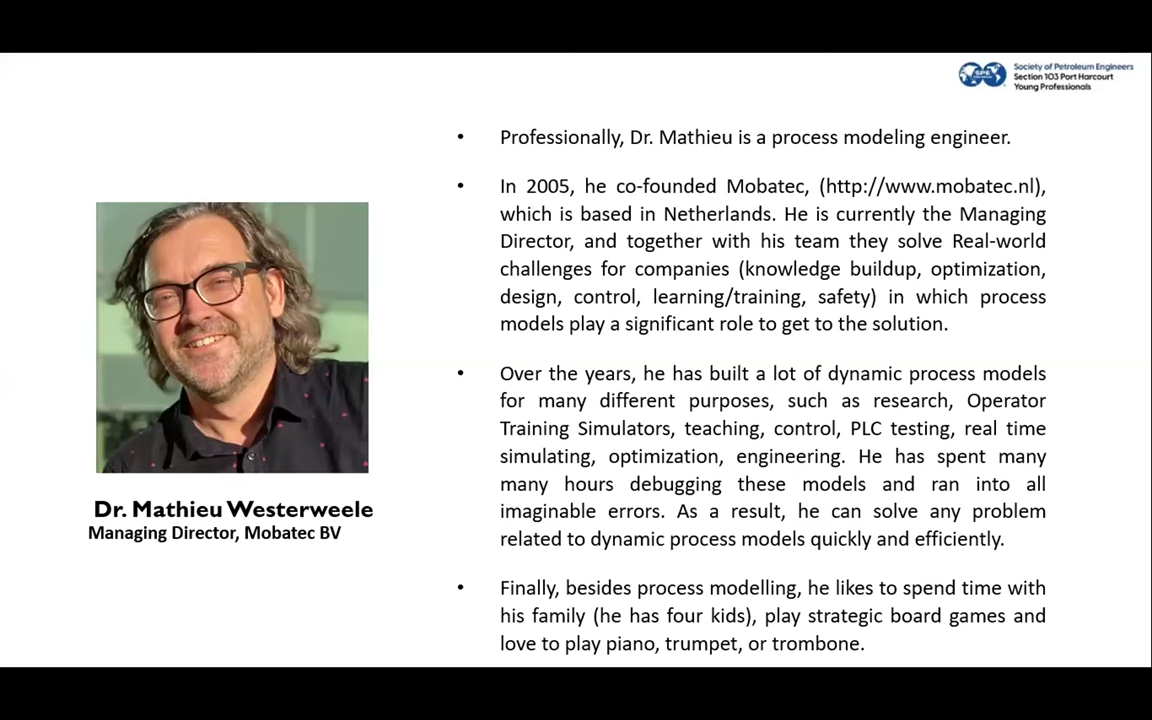 Society of Petroleum Engineers
Section 103 Port Harcourt
Young Professionals
SPE
• Professionally, Dr. Mathieu is a process modeling engineer.
• In 2005, he co-founded Mobatec, (http://www.mobatec.nl),
which is based in Netherlands. He is currently the Managing
Director, and together with his team they solve Real-world
challenges for companies (knowledge buildup, optimization,
design, control, learning/training, safety) in which process
models play a significant role to get to the solution.
• Over the years, he has built a lot of dynamic process models
for many different purposes, such as research, Operator
Training Simulators, teaching, control, PLC testing, real time
simulating, optimization, engineering. He has spent many
many hours debugging these models and ran into all
imaginable errors. As a result, he can solve any problem
related to dynamic process models quickly and efficiently.
• Finally, besides process modelling, he likes to spend time with
his family (he has four kids), play strategic board games and
love to play piano, trumpet, or trombone.
Dr. Mathieu Westerweele
Managing Director, Mobatec BV